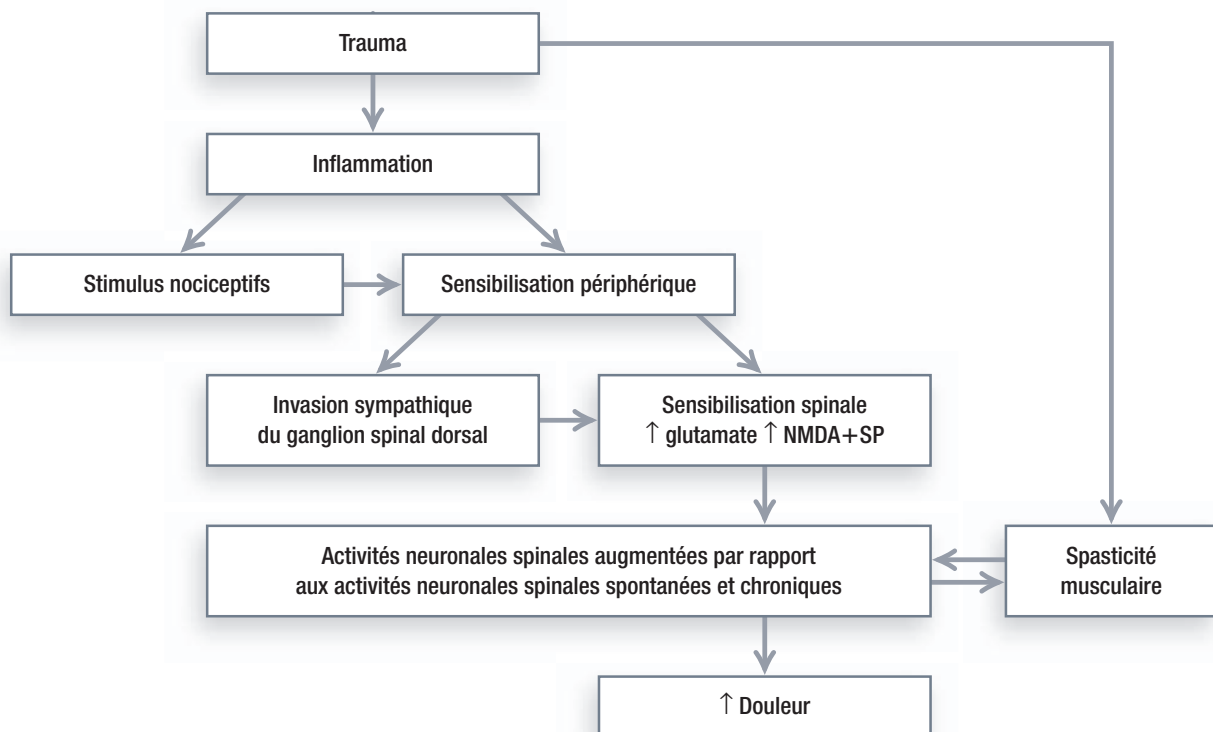 Trauma
Inflammation
Stimulus nociceptifs
Sensibilisation périphérique
Invasion sympathique
du ganglion spinal dorsal
Sensibilisation spinale
↑ glutamate ↑ NMDA+SP
Activités neuronales spinales augmentées par rapport
aux activités neuronales spinales spontanées et chroniques
Spasticité
musculaire
↑ Douleur